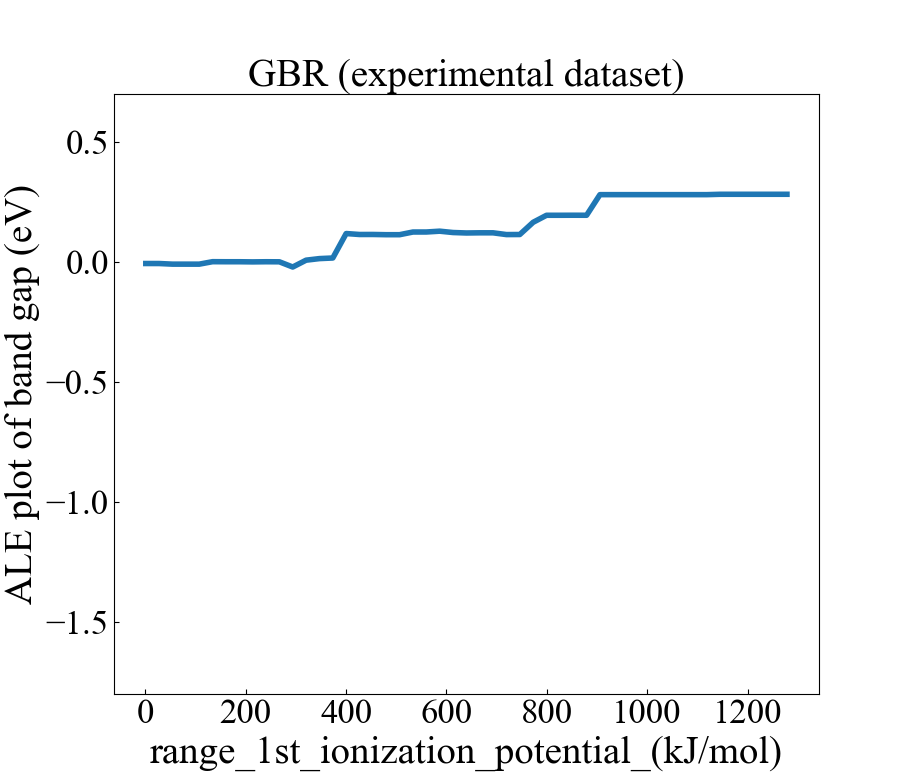 GBR (experimental dataset)
ALE plot of band gap (eV)
0.5
0.0
−0.5
−1.0
−1.5
0 200 400 600 800 1000 1200
range_1st_ionization_potential_(kJ/mol)